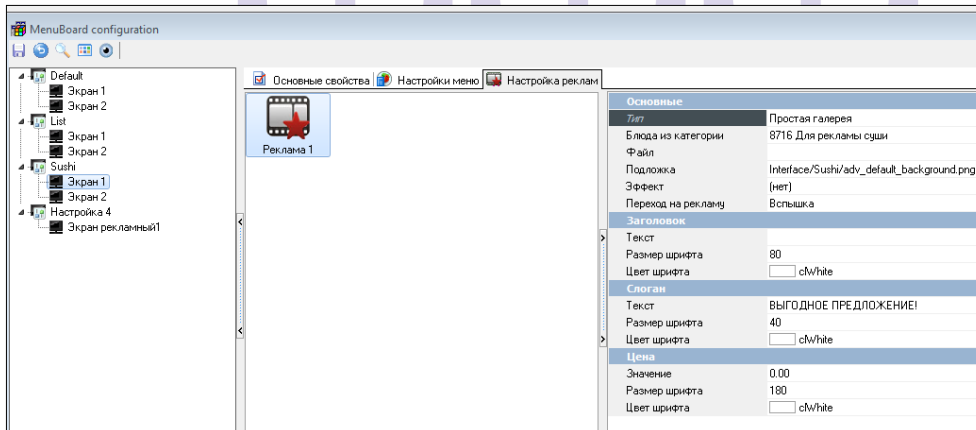 MenuBoard configuration
Default
Экран 1
Экран 2
List
Экран 1
Экран 2
Sushi
Экран 1
Экран 2
Настройка 4
Экран рекламный1
Основные свойства Настройки меню Настройка реклам
Реклама 1
Основные
Тип Простая галерея
Блюда из категории 8716 Для рекламы суши
Файл
Подложка Interface/Sushi/adv_default_background.png
Эффект (нет)
Переход на рекламу Вспышка
Заголовок
Текст
Размер шрифта 80
Цвет шрифта clWhite
Слоган
Текст ВЫГОДНОЕ ПРЕДЛОЖЕНИЕ!
Размер шрифта 40
Цвет шрифта clWhite
Цена
Значение 0.00
Размер шрифта 180
Цвет шрифта clWhite